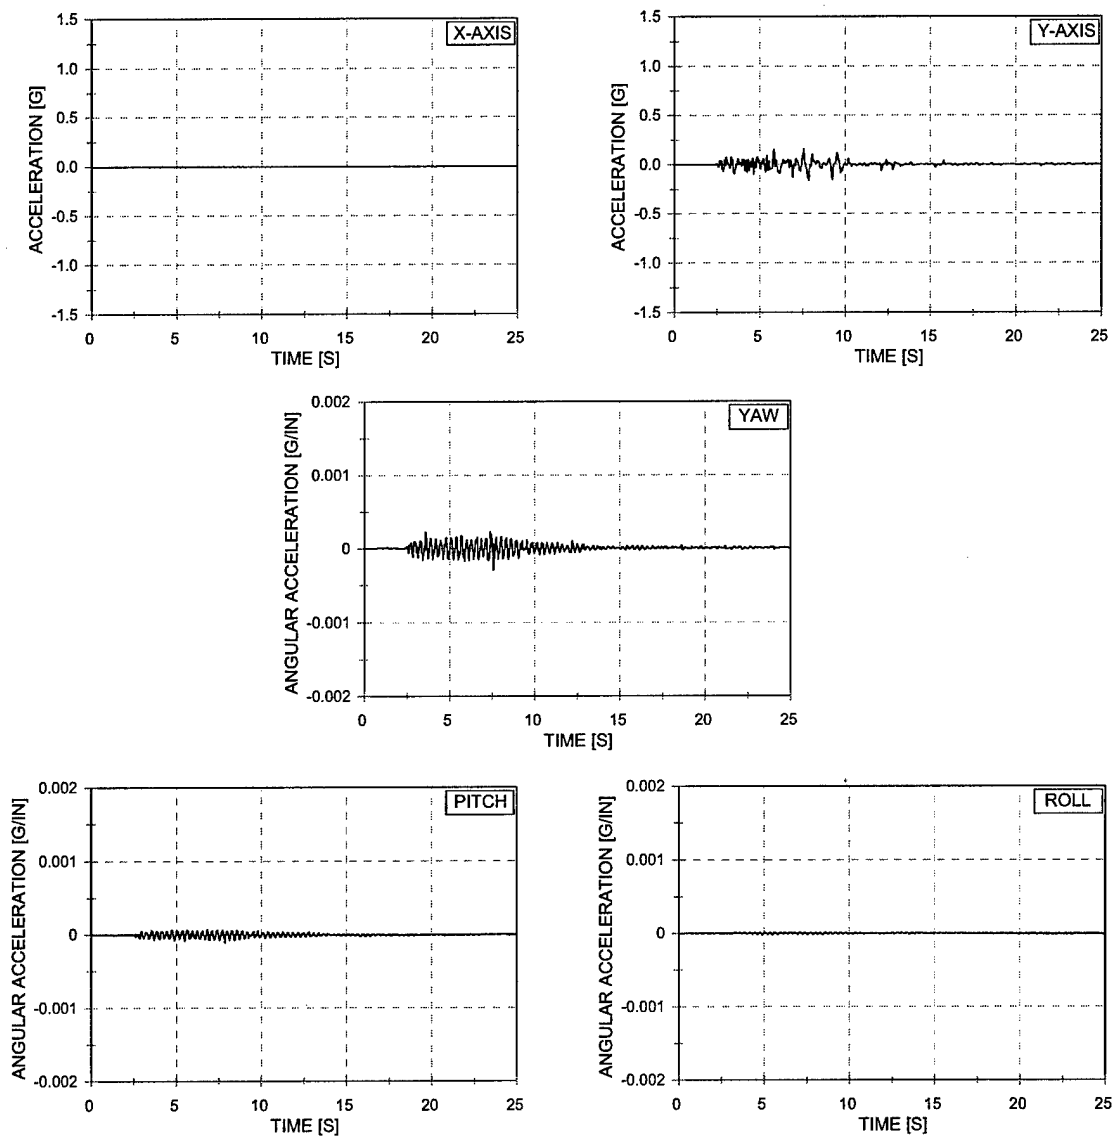 X-AXIS
ACCELERATION [G]
1.5
1.0
0.5
0.0
-0.5
-1.0
-1.5
0 5 10 15 20 25
TIME [S]
Y-AXIS
ACCELERATION [G]
1.5
1.0
0.5
0.0
-0.5
-1.0
-1.5
0 5 10 15 20 25
TIME [S]
YAW
ANGULAR ACCELERATION [G/IN]
0.002
0.001
0
-0.001
-0.002
0 5 10 15 20 25
TIME [S]
PITCH
ANGULAR ACCELERATION [G/IN]
0.002
0.001
0
-0.001
-0.002
0 5 10 15 20 25
TIME [S]
ROLL
ANGULAR ACCELERATION [G/IN]
0.002
0.001
0
-0.001
-0.002
0 5 10 15 20 25
TIME [S]